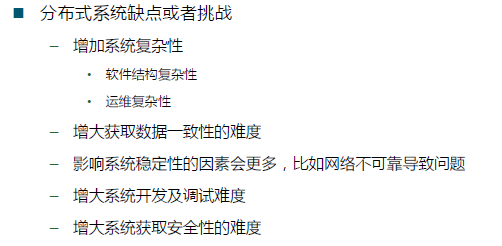 分布式系统缺点或者挑战
– 增加系统复杂性
• 软件结构复杂性
• 运维复杂性
– 增大获取数据一致性的难度
– 影响系统稳定性的因素会更多，比如网络不可靠导致问题
– 增大系统开发及调试难度
– 增大系统获取安全性的难度